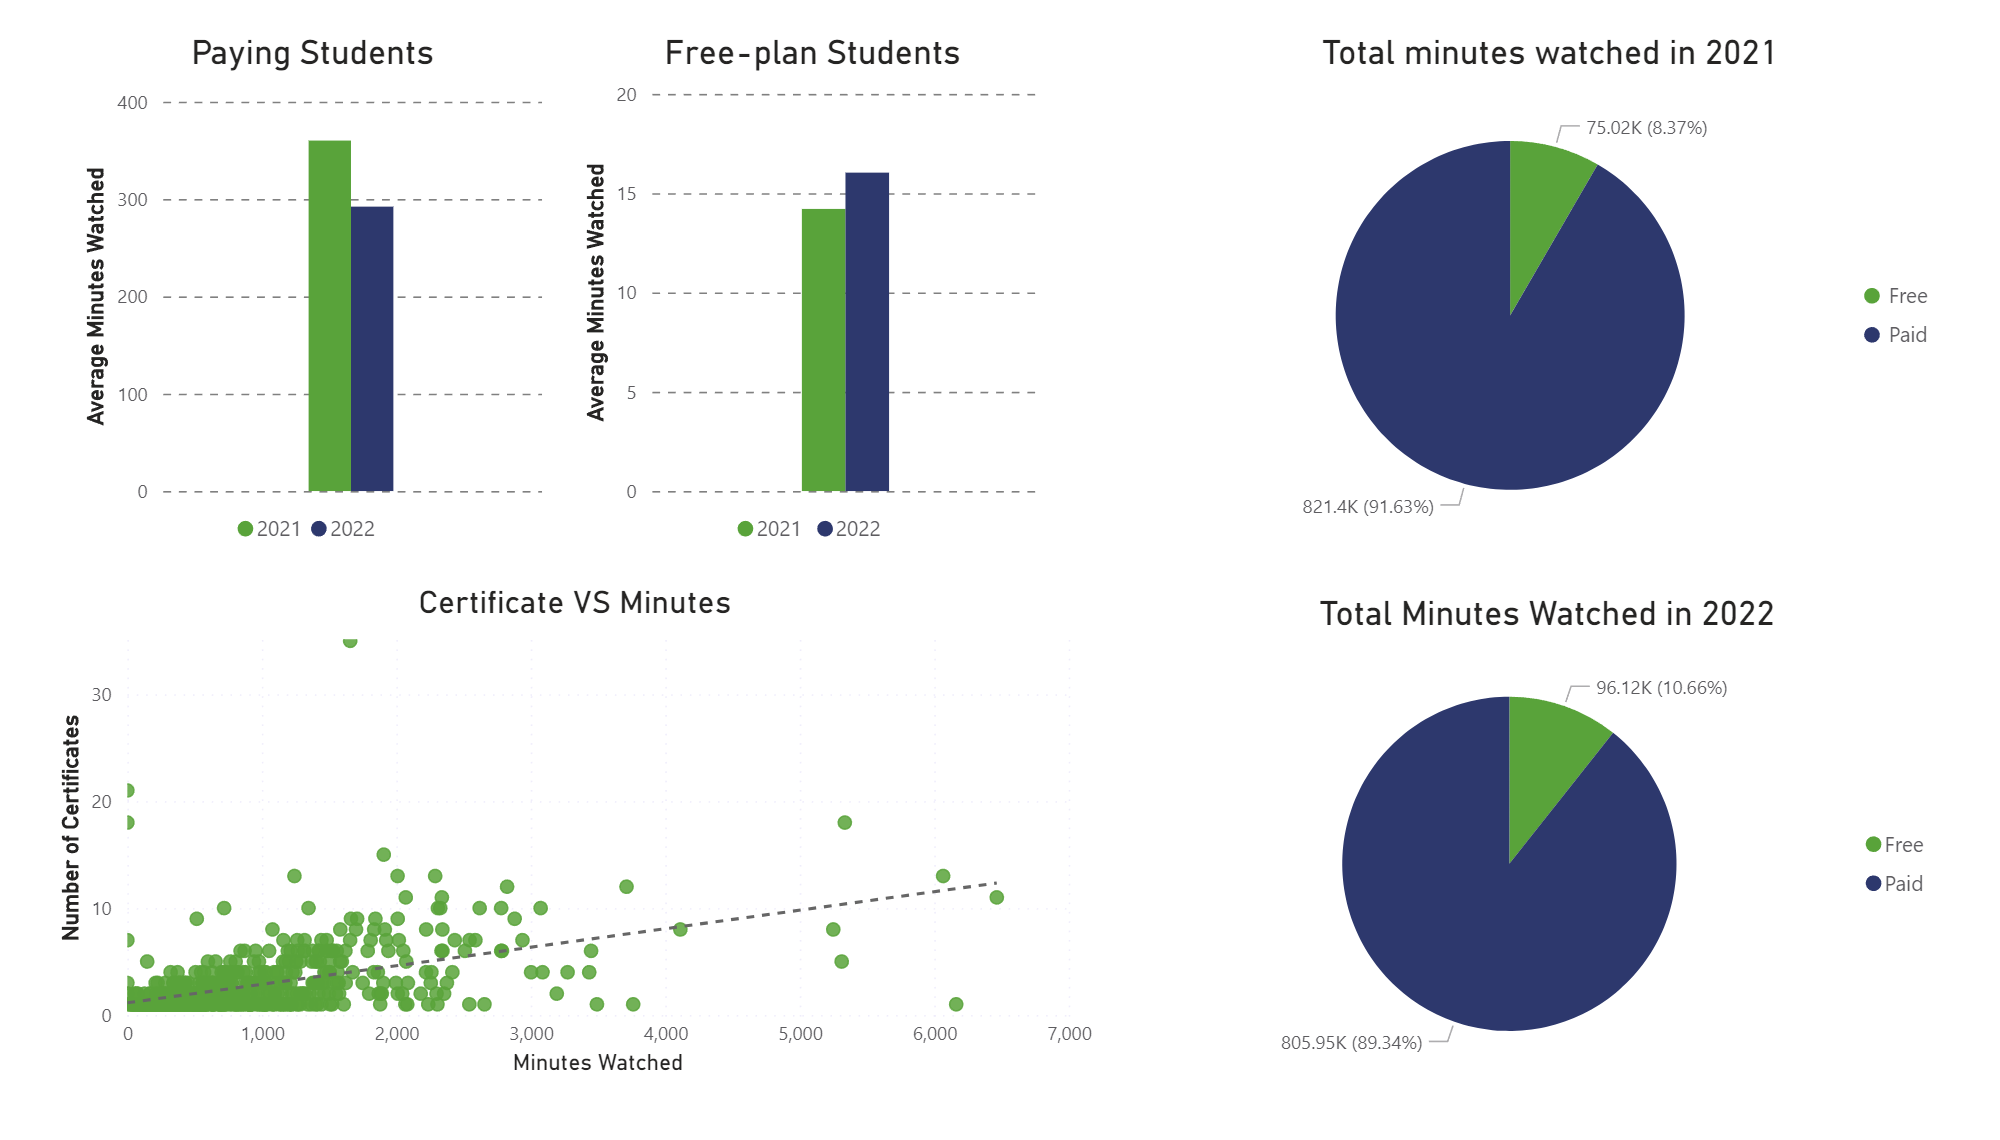 Paying Students
400
300
200
100
0
Average Minutes Watched
2021 2022
Free-plan Students
20
15
10
5
0
Average Minutes Watched
2021 2022
Total minutes watched in 2021
75.02K (8.37%)
821.4K (91.63%)
Free
Paid
Certificate VS Minutes
30
20
10
0
Number of Certificates
0 1,000 2,000 3,000 4,000 5,000 6,000 7,000
Minutes Watched
Total Minutes Watched in 2022
96.12K (10.66%)
805.95K (89.34%)
Free
Paid